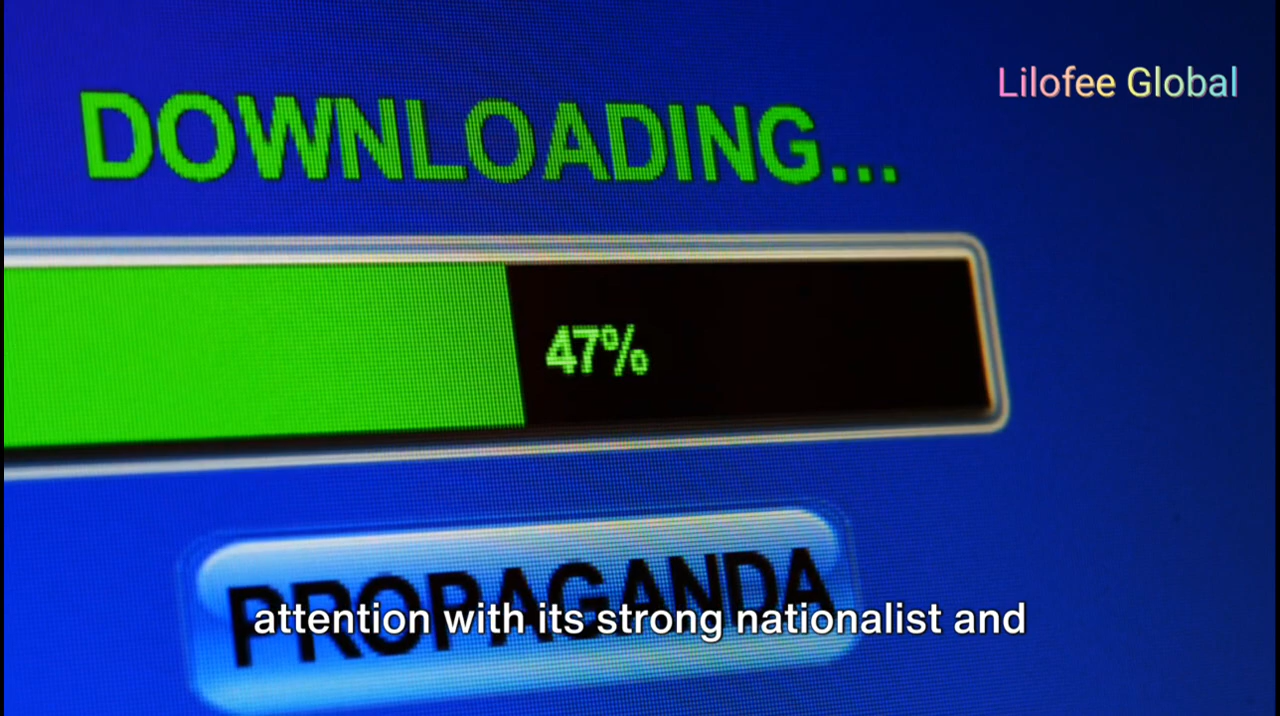 Lilofee Global
DOWNLOADING...
47%
PROPAGANDA
attention with its strong nationalist and